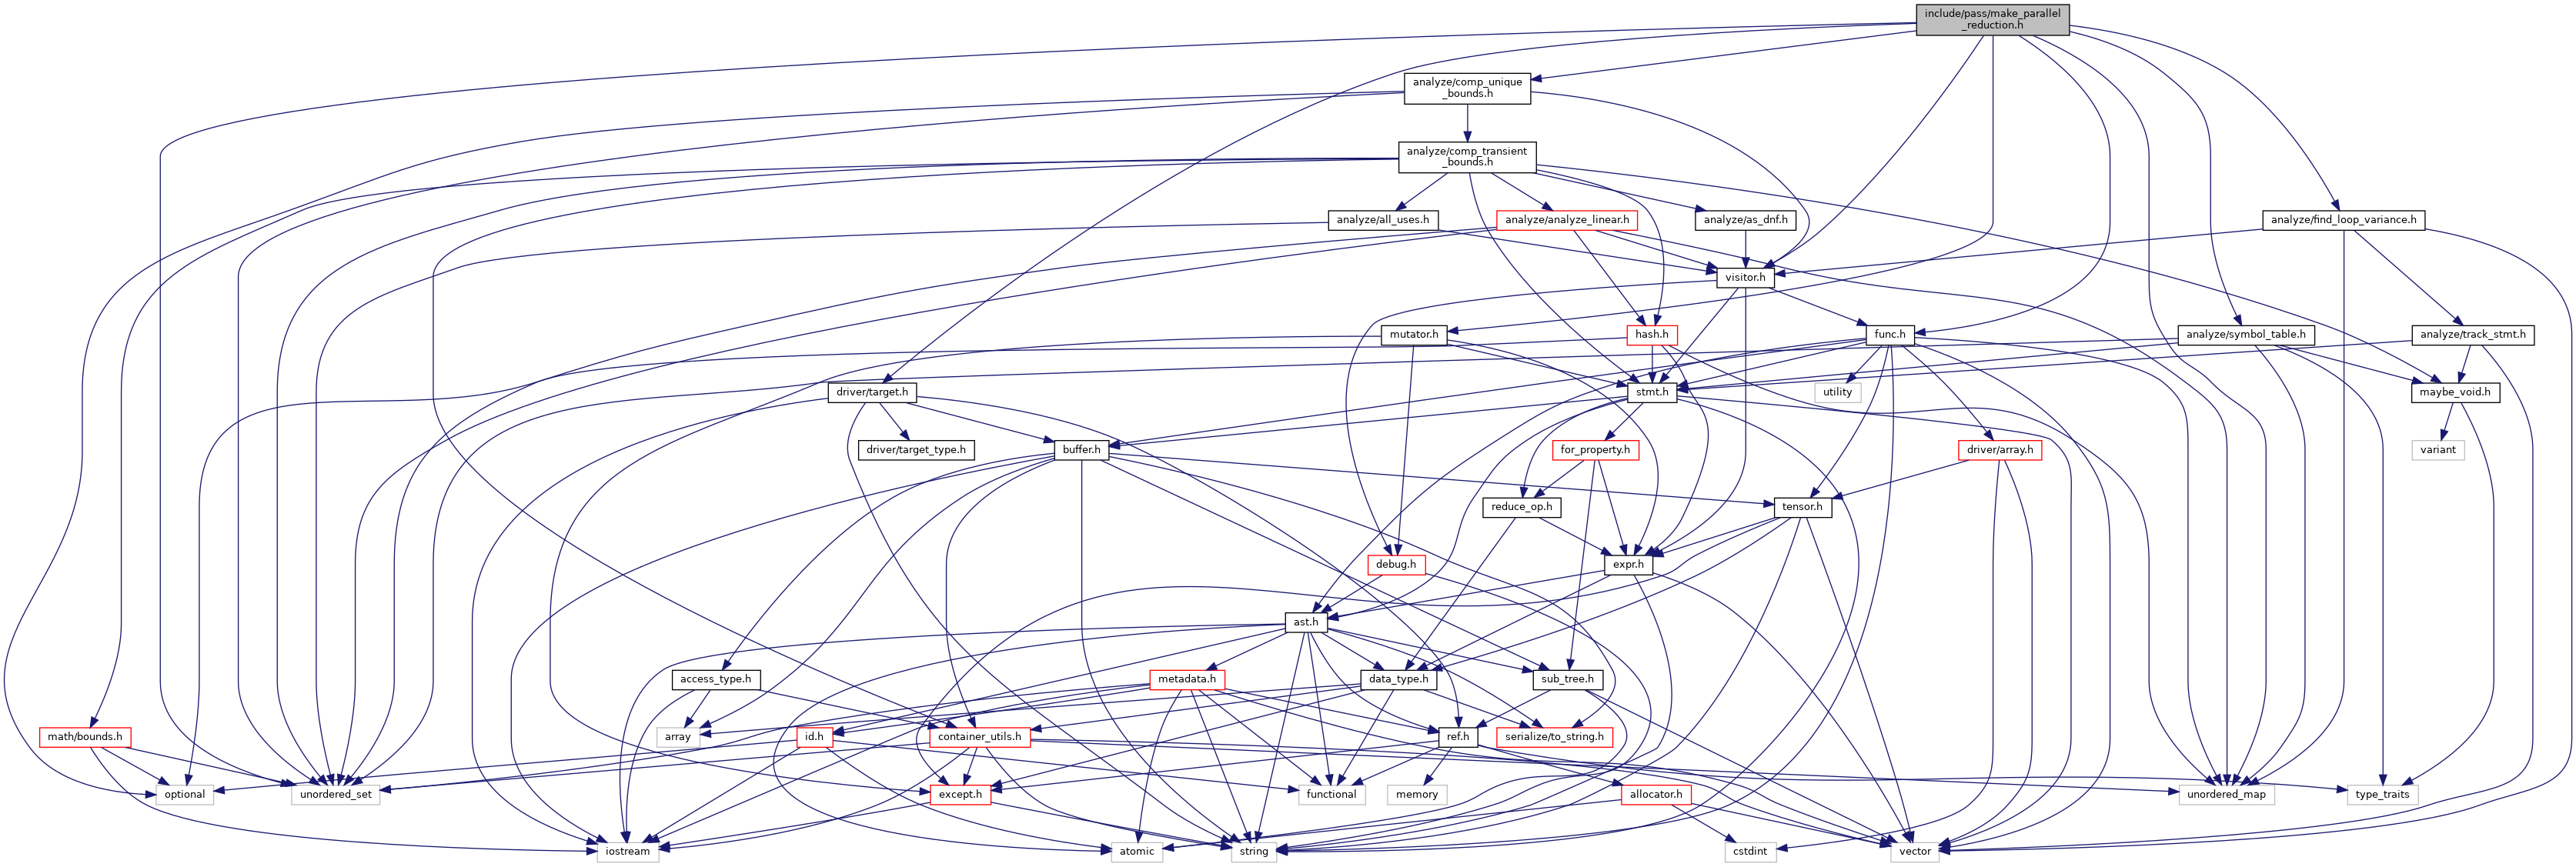 include/pass/make_parallel
_reduction.h
analyze/comp_unique
_bounds.h
analyze/comp_transient
_bounds.h
analyze/all_uses.h
analyze/analyze_linear.h
analyze/as_dnf.h
analyze/find_loop_variance.h
visitor.h
mutator.h
hash.h
func.h
analyze/symbol_table.h
analyze/track_stmt.h
driver/target.h
stmt.h
utility
maybe_void.h
driver/target_type.h
buffer.h
for_property.h
driver/array.h
variant
reduce_op.h
tensor.h
debug.h
expr.h
ast.h
access_type.h
metadata.h
data_type.h
sub_tree.h
math/bounds.h
array
id.h
container_utils.h
ref.h
serialize/to_string.h
optional
unordered_set
except.h
functional
memory
allocator.h
unordered_map
type_traits
iostream
atomic
string
cstdint
vector